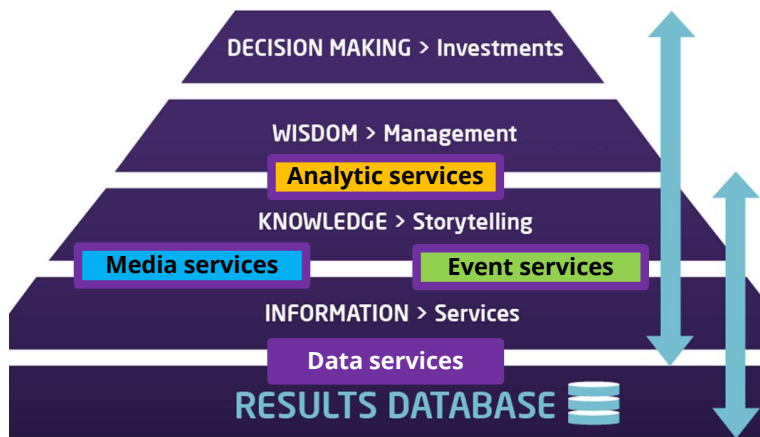 DECISION MAKING > Investments
WISDOM > Management
Analytic services
KNOWLEDGE > Storytelling
Media services
Event services
INFORMATION > Services
Data services
RESULTS DATABASE